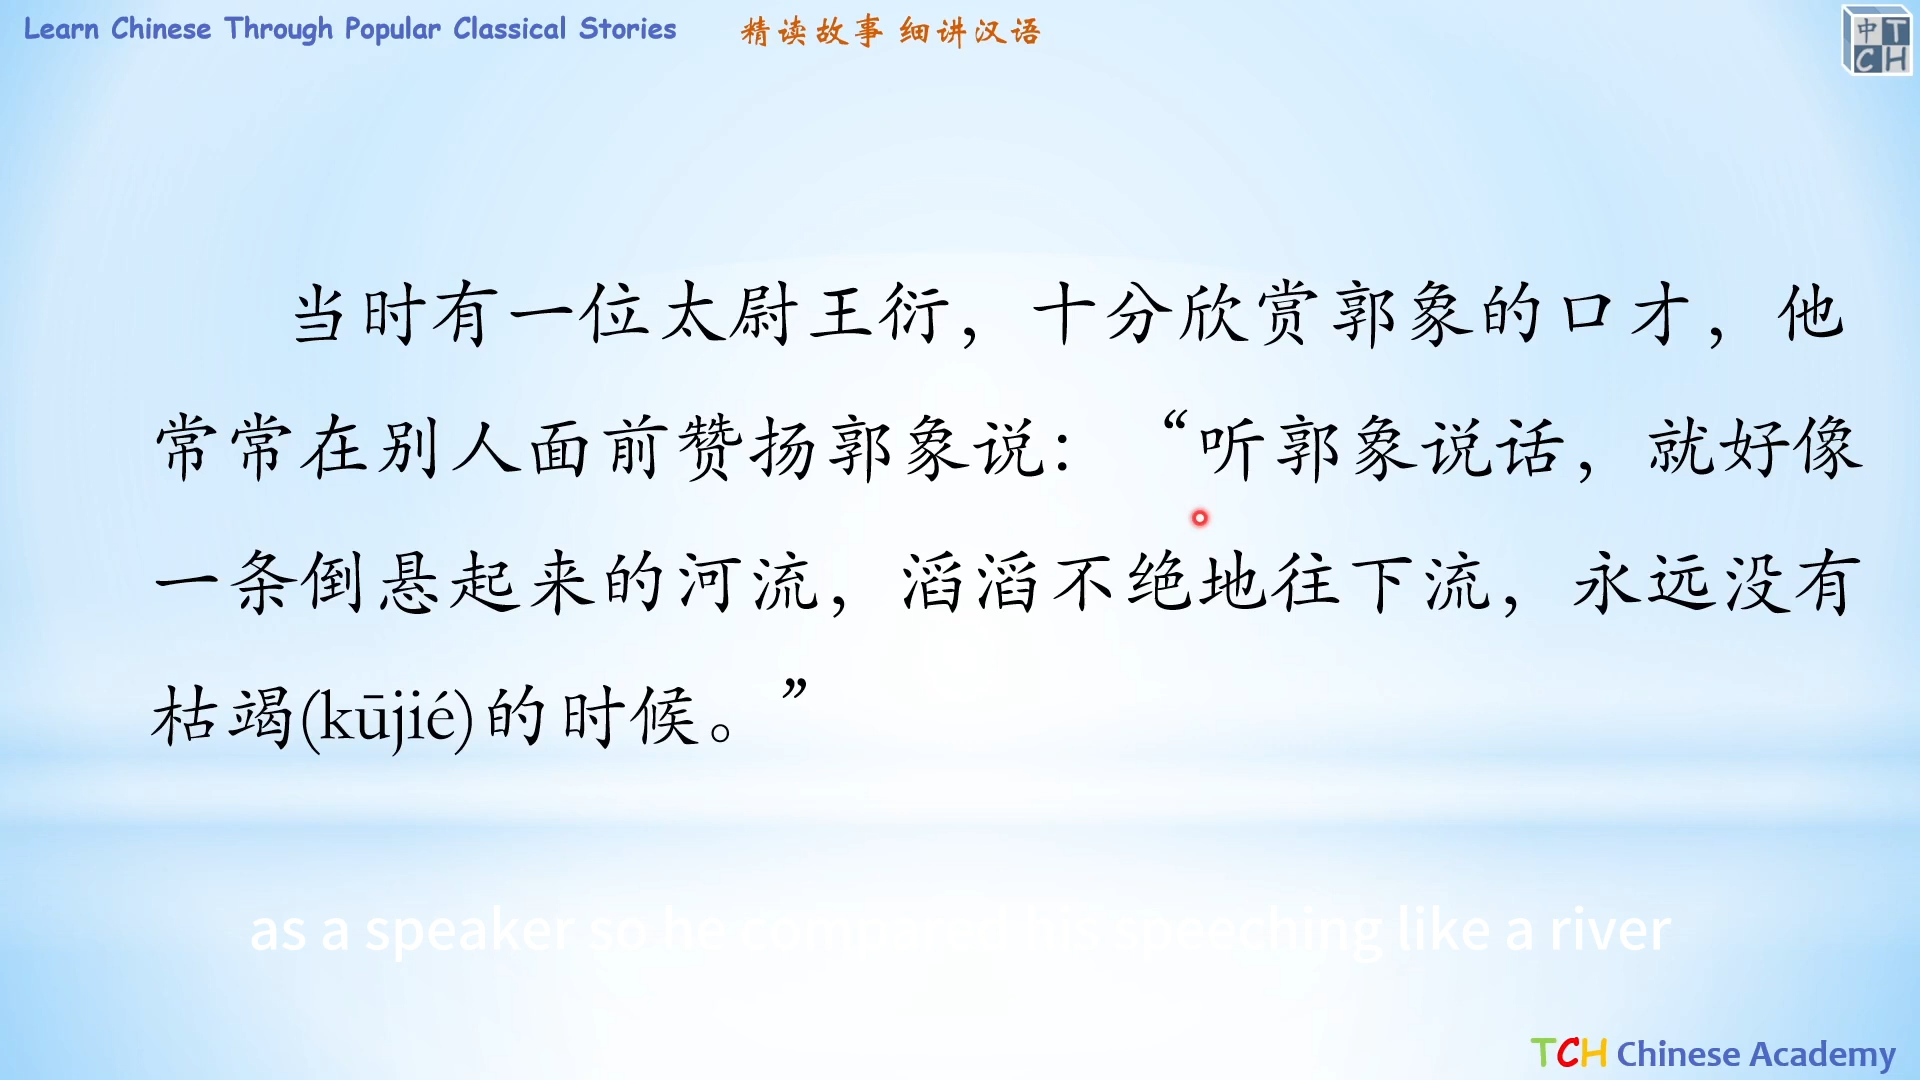 Learn Chinese Through Popular Classical Stories 精读故事 细讲汉语
中T
CH
当时有一位太尉王衍，十分欣赏郭象的口才，他
常常在别人面前赞扬郭象说：“听郭象说话，就好像
一条倒悬起来的河流，滔滔不绝地往下流，永远没有
枯竭(kūjié)的时候。”
as a speaker so he compared his speeching like a river
TCH Chinese Academy